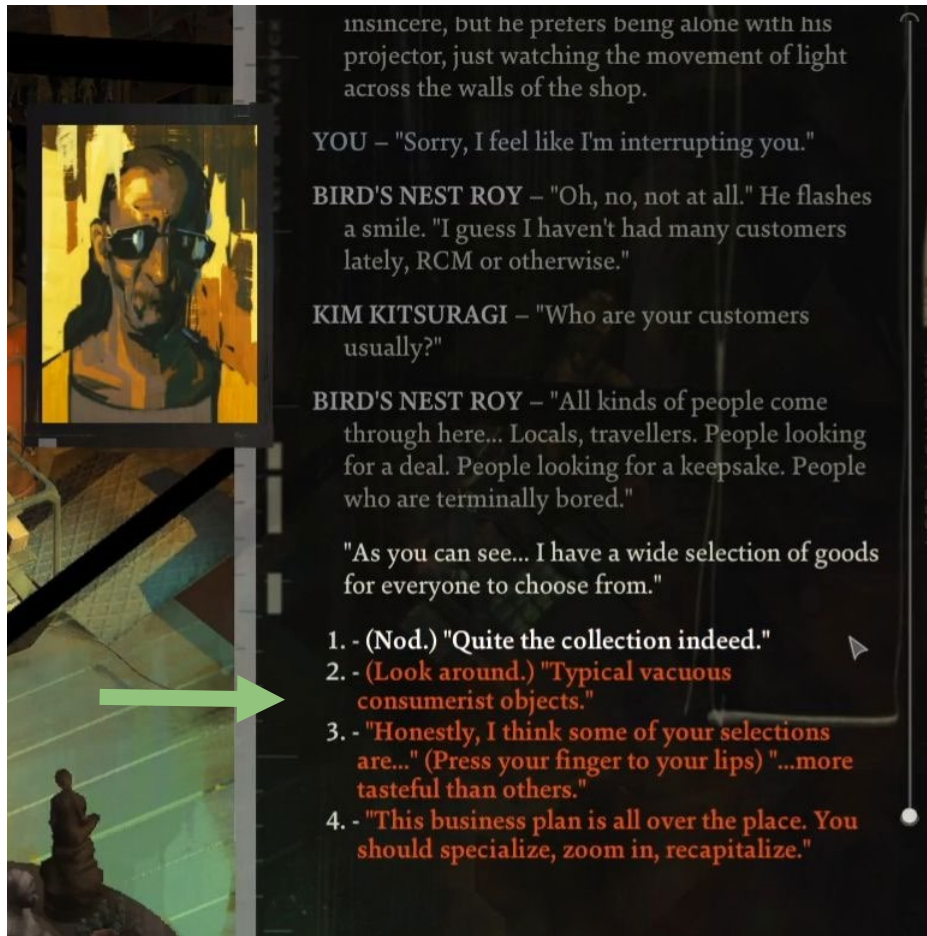 insincere, but he prefers being alone with his
projector, just watching the movement of light
across the walls of the shop.
YOU – "Sorry, I feel like I'm interrupting you."
BIRD'S NEST ROY – "Oh, no, not at all." He flashes
a smile. "I guess I haven't had many customers
lately, RCM or otherwise."
KIM KITSURAGI – "Who are your customers
usually?"
BIRD'S NEST ROY – "All kinds of people come
through here... Locals, travellers. People looking
for a deal. People looking for a keepsake. People
who are terminally bored."
"As you can see... I have a wide selection of goods
for everyone to choose from."
1. - (Nod.) "Quite the collection indeed."
2. - (Look around.) "Typical vacuous
consumerist objects."
3. - "Honestly, I think some of your selections
are..." (Press your finger to your lips) "...more
tasteful than others."
4. - "This business plan is all over the place. You
should specialize, zoom in, recapitalize."